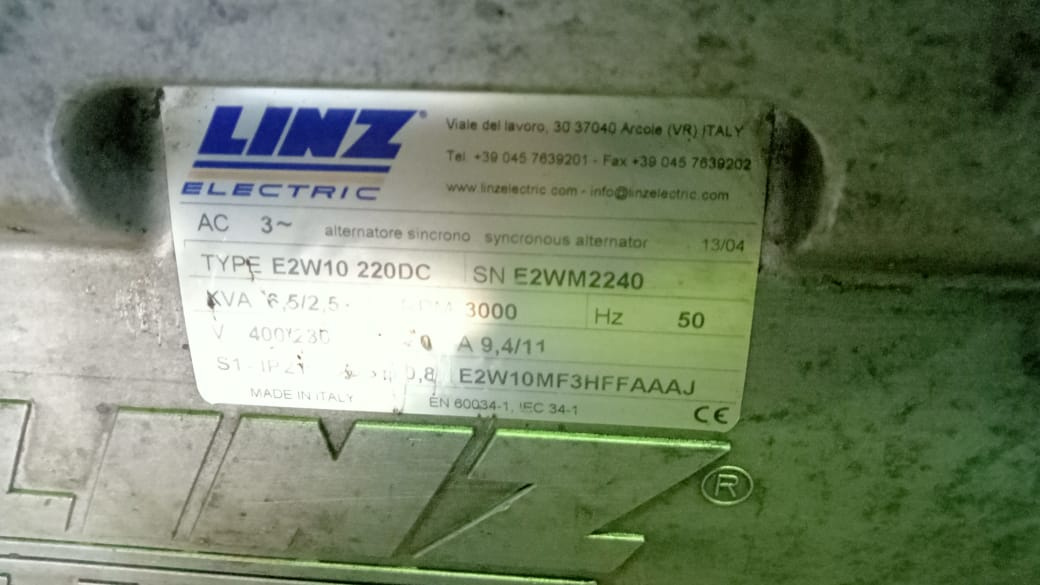 LINZ
ELECTRIC
Viale del lavoro, 30 37040 Arcole (VR) ITALY
Tel. +39 045 7639201 - Fax +39 045 7639202
www.linzelectric.com - info@linzelectric.com
AC 3~ alternatore sincrono syncronous alternator 13/04
TYPE E2W10 220DC SN E2WM2240
KVA 6,5/2,5 RPM 3000 Hz 50
V 400/230 A 9,4/11
S1 - 0,8 E2W10MF3HFFAAAJ
MADE IN ITALY EN 60034-1, IEC 34-1 CE
LINZ ®